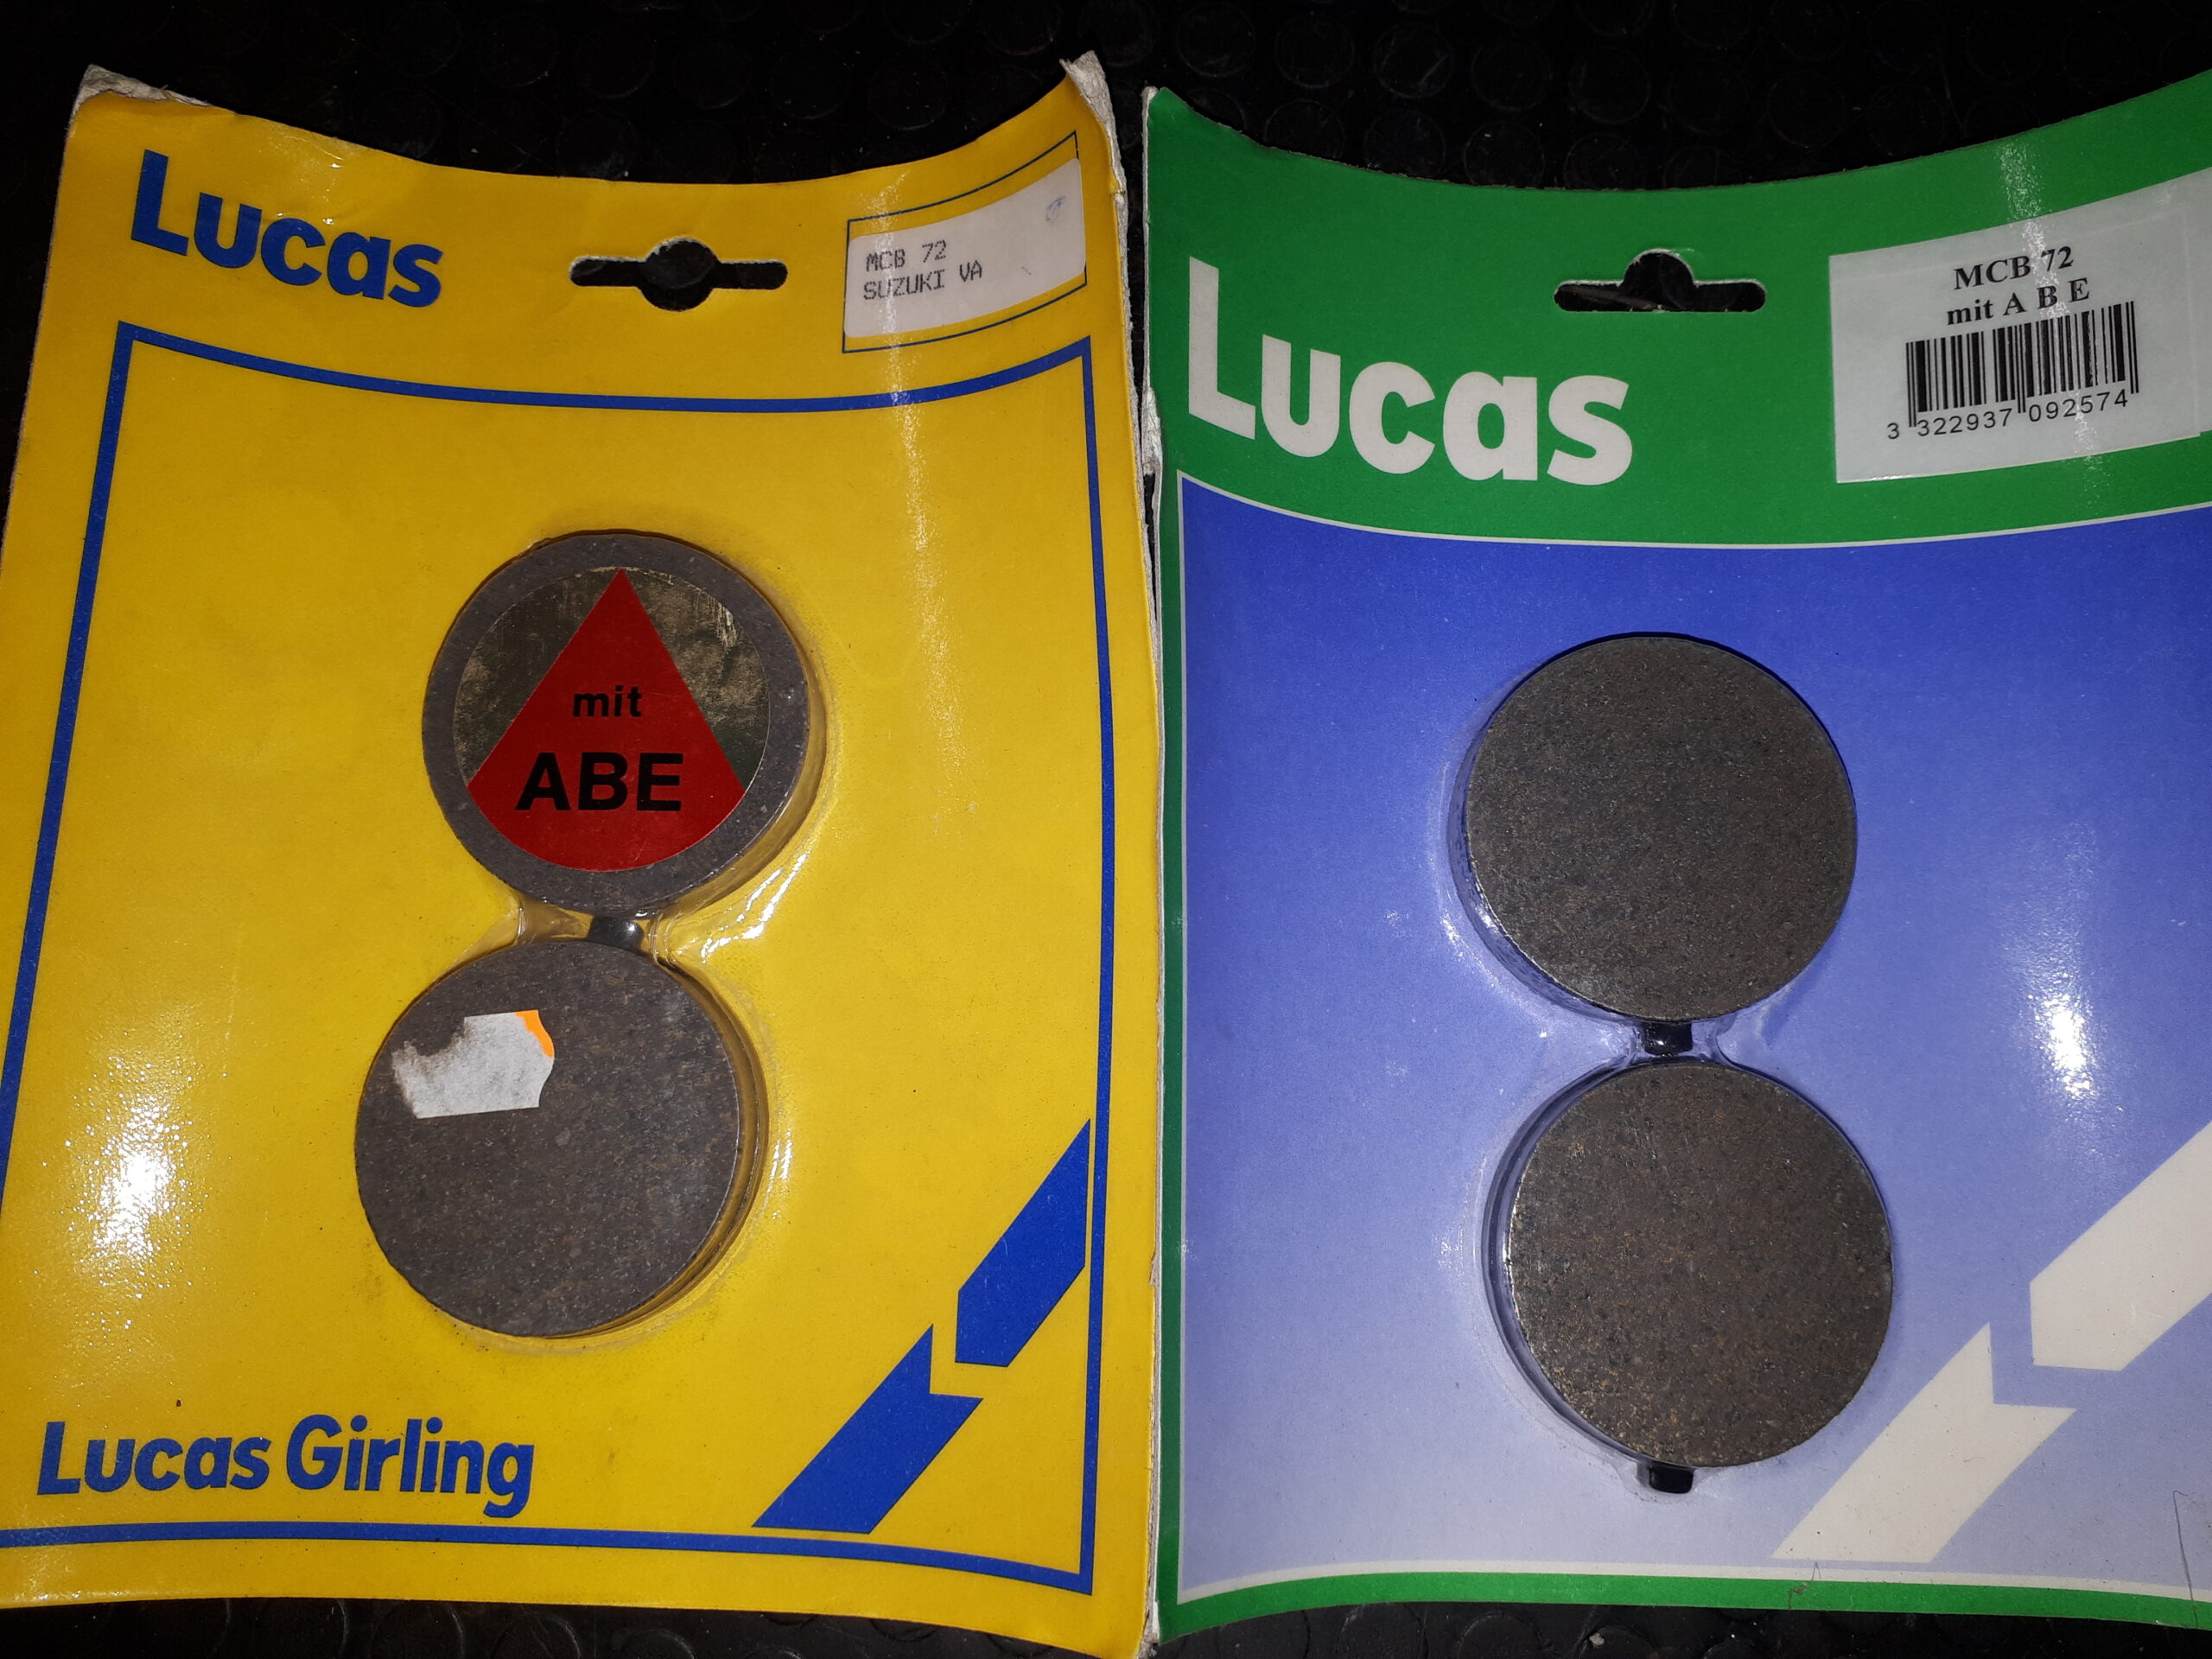 Lucas
MCB 72
SUZUKI VA
mit
ABE
Lucas Girling
Lucas
MCB 72
mit A B E
3 322937 092574